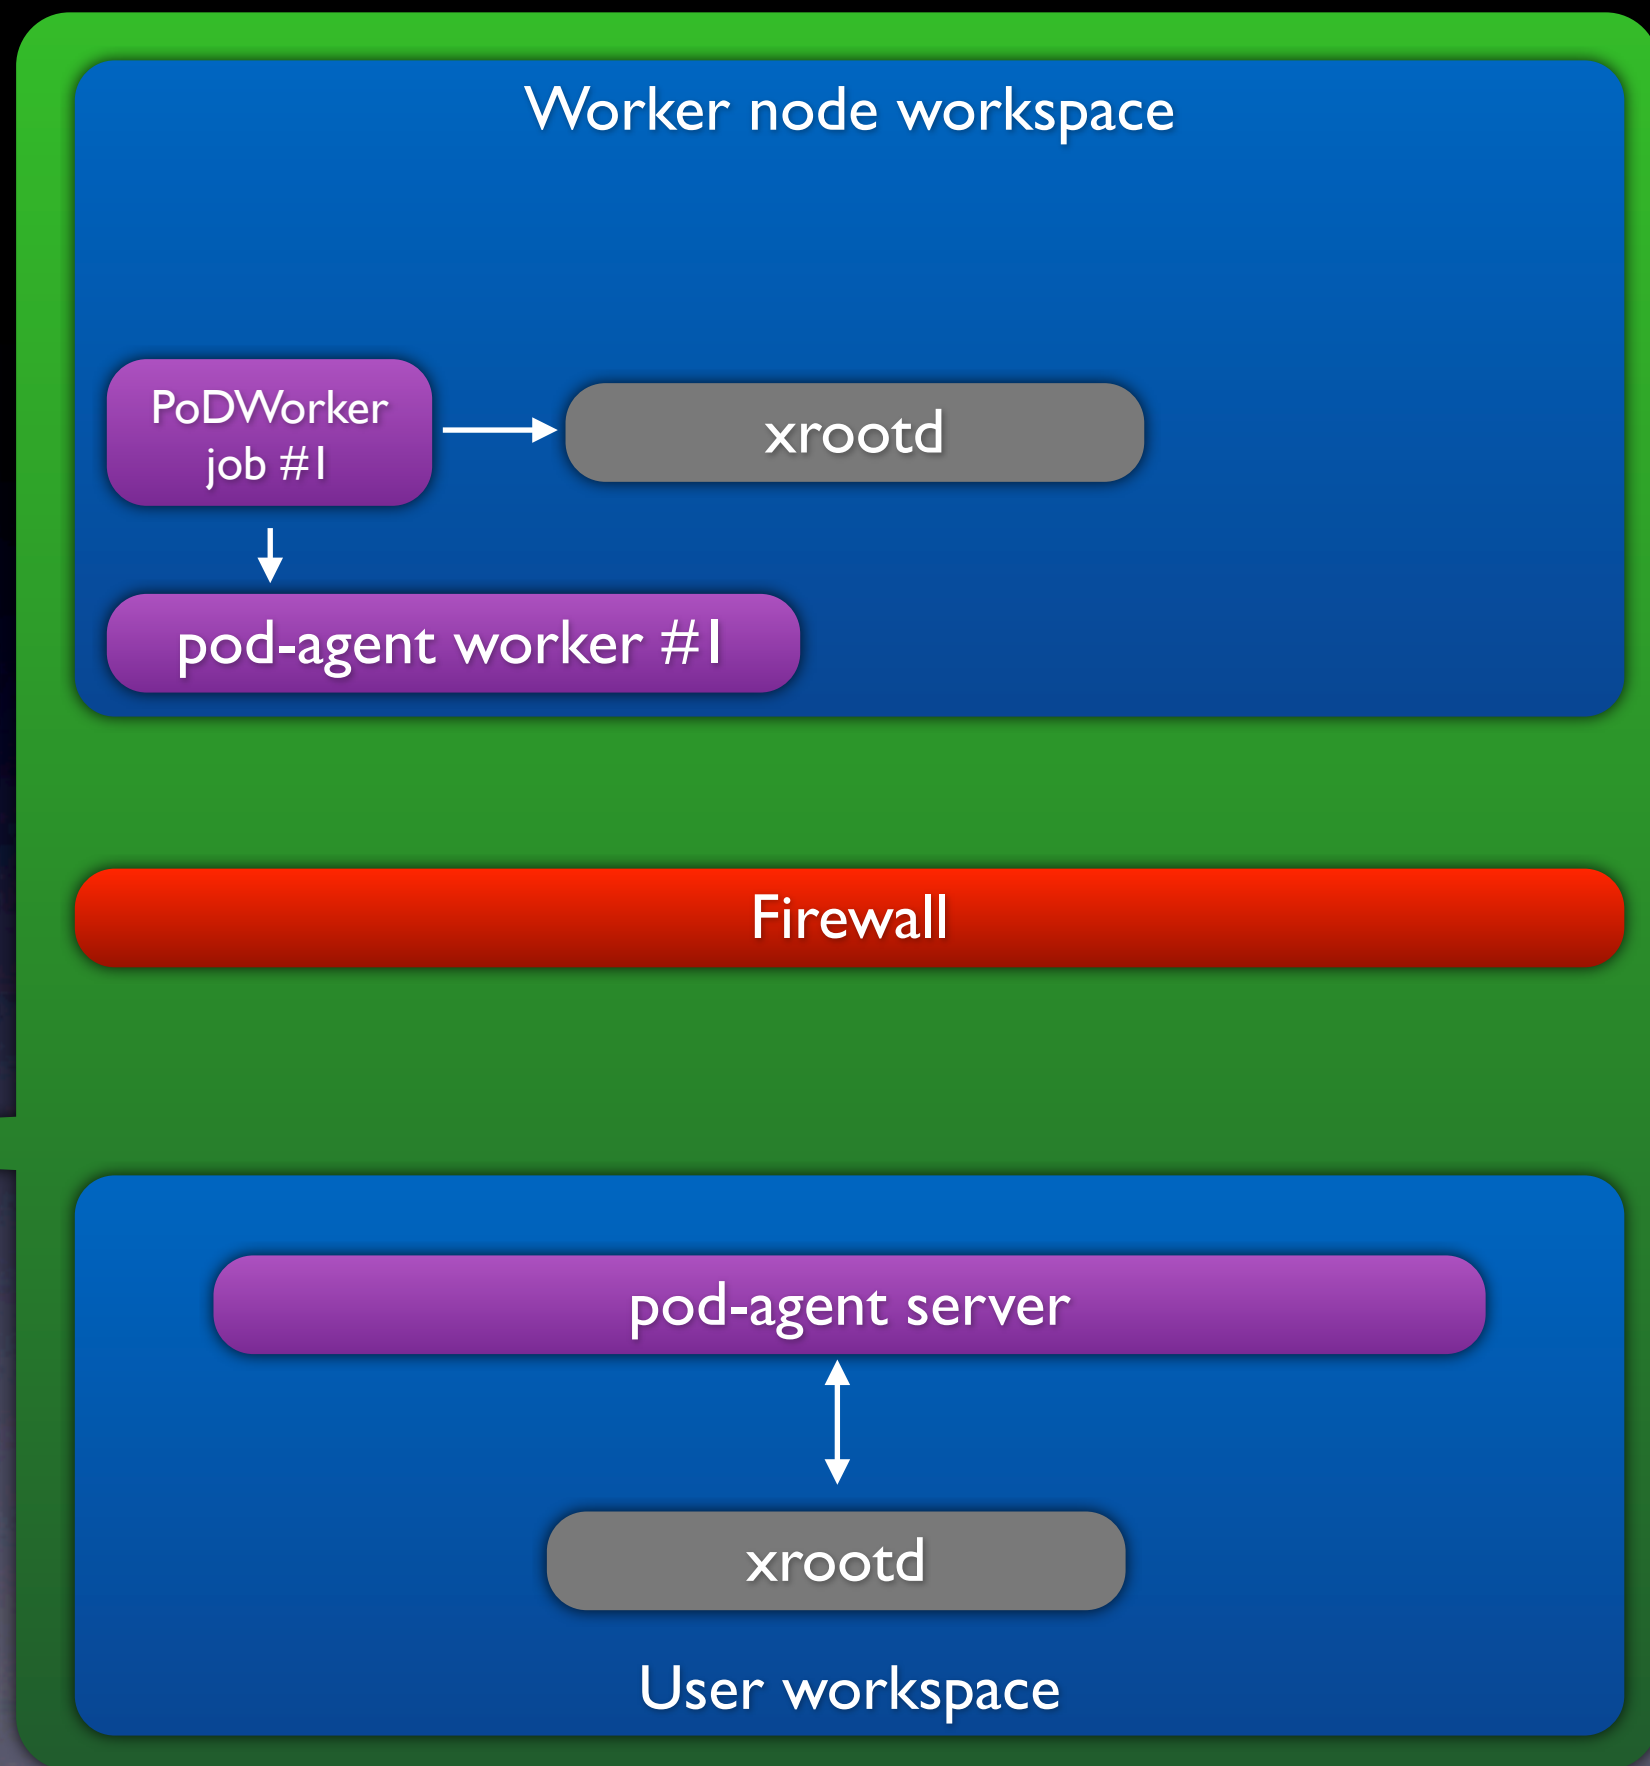 Worker node workspace
PoDWorker
job #1
xrootd
pod-agent worker #1
Firewall
pod-agent server
xrootd
User workspace